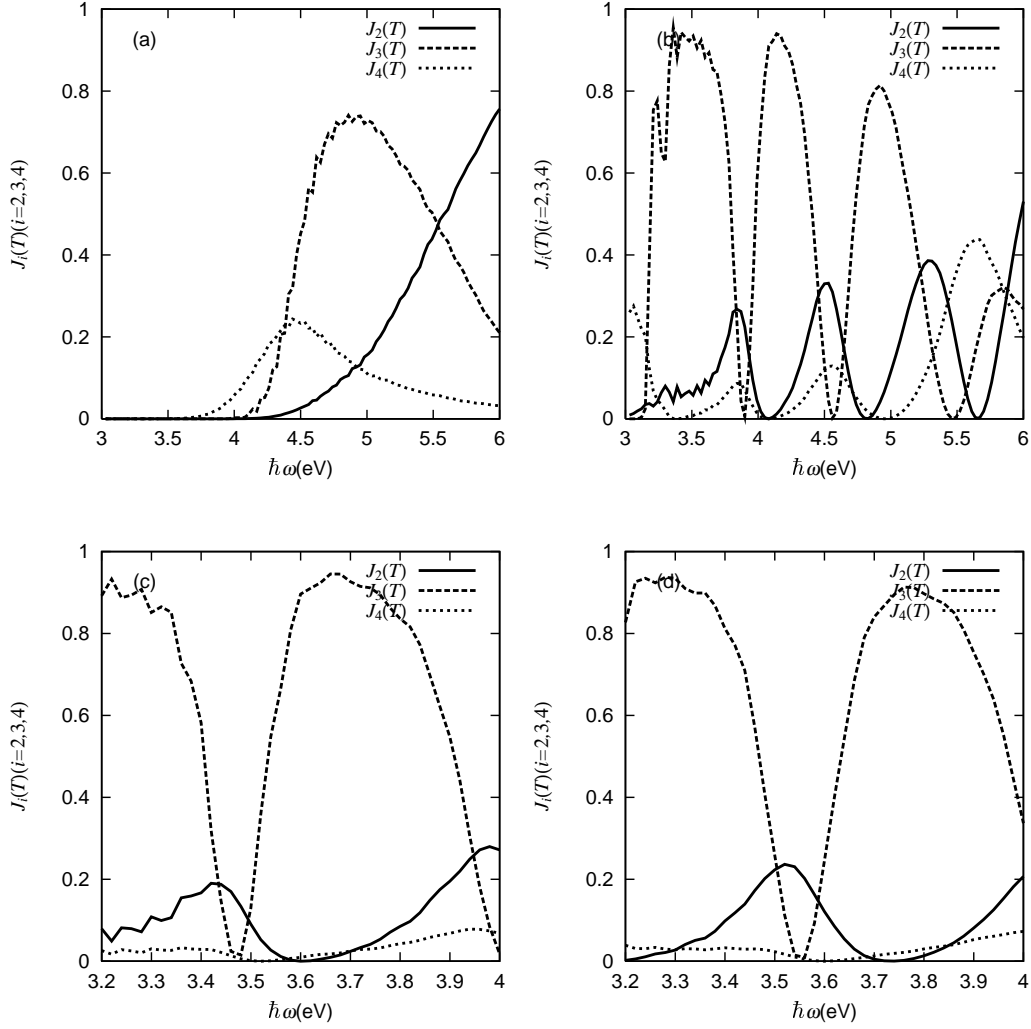 (a)
J2(T)
J3(T)
J4(T)
Ji(T)(i=2,3,4)
1
0.8
0.6
0.4
0.2
0
3 3.5 4 4.5 5 5.5 6
ħω(eV)
(b)
J2(T)
J3(T)
J4(T)
Ji(T)(i=2,3,4)
1
0.8
0.6
0.4
0.2
0
3 3.5 4 4.5 5 5.5 6
ħω(eV)
(c)
J2(T)
J3(T)
J4(T)
Ji(T)(i=2,3,4)
1
0.8
0.6
0.4
0.2
0
3.2 3.3 3.4 3.5 3.6 3.7 3.8 3.9 4
ħω(eV)
(d)
J2(T)
J3(T)
J4(T)
Ji(T)(i=2,3,4)
1
0.8
0.6
0.4
0.2
0
3.2 3.3 3.4 3.5 3.6 3.7 3.8 3.9 4
ħω(eV)